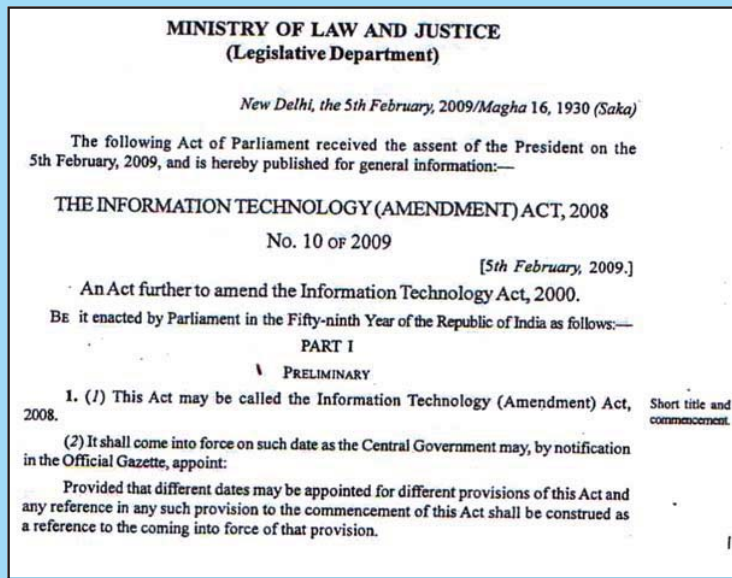 MINISTRY OF LAW AND JUSTICE
(Legislative Department)
New Delhi, the 5th February, 2009/Magha 16, 1930 (Saka)
The following Act of Parliament received the assent of the President on the
5th February, 2009, and is hereby published for general information:—
THE INFORMATION TECHNOLOGY (AMENDMENT) ACT, 2008
No. 10 OF 2009
[5th February, 2009.]
An Act further to amend the Information Technology Act, 2000.
BE it enacted by Parliament in the Fifty-ninth Year of the Republic of India as follows:—
PART I
PRELIMINARY
1. (1) This Act may be called the Information Technology (Amendment) Act,
2008.
Short title and
commencement.
(2) It shall come into force on such date as the Central Government may, by notification
in the Official Gazette, appoint:
Provided that different dates may be appointed for different provisions of this Act and
any reference in any such provision to the commencement of this Act shall be construed as
a reference to the coming into force of that provision.